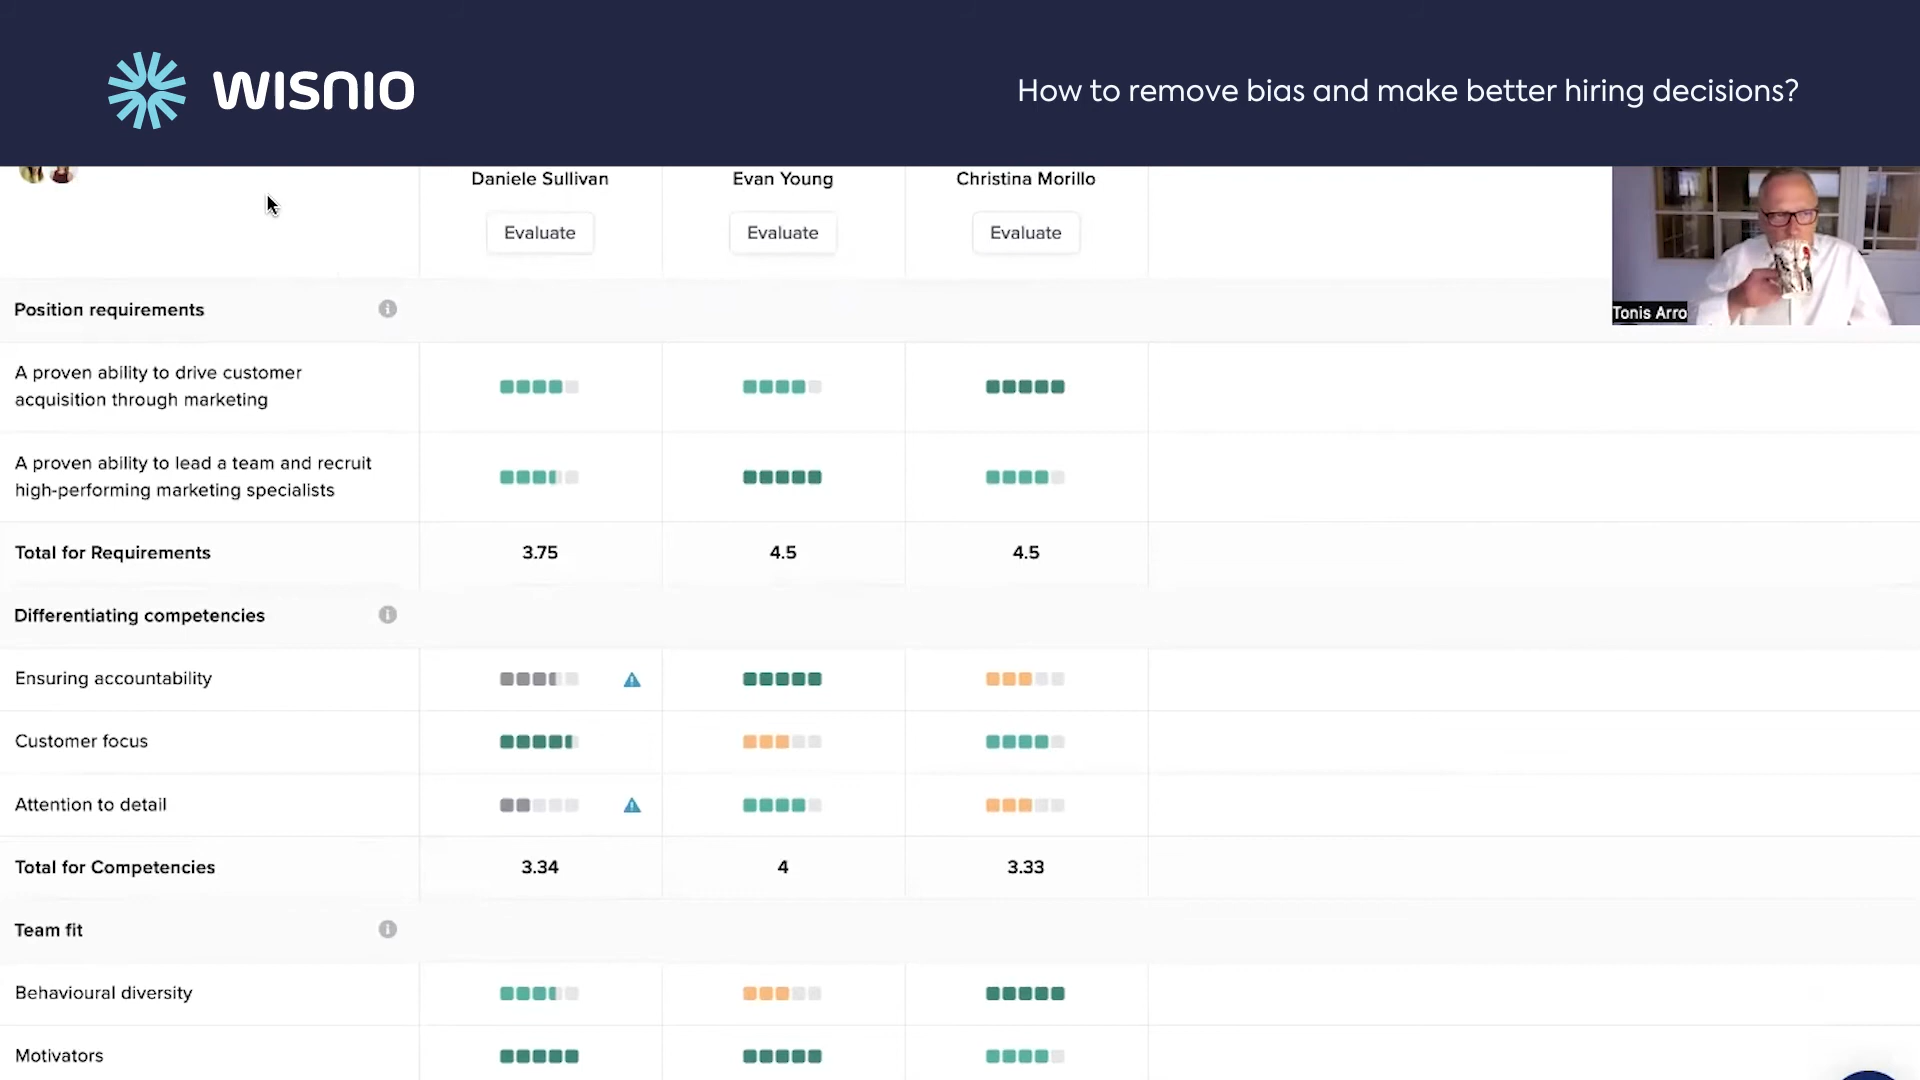 WISNIO
How to remove bias and make better hiring decisions?
Daniele Sullivan
Evan Young
Christina Morillo
Evaluate
Evaluate
Evaluate
Tonis Arro
Position requirements
A proven ability to drive customer
acquisition through marketing
A proven ability to lead a team and recruit
high-performing marketing specialists
Total for Requirements
3.75
4.5
4.5
Differentiating competencies
Ensuring accountability
Customer focus
Attention to detail
Total for Competencies
3.34
4
3.33
Team fit
Behavioural diversity
Motivators